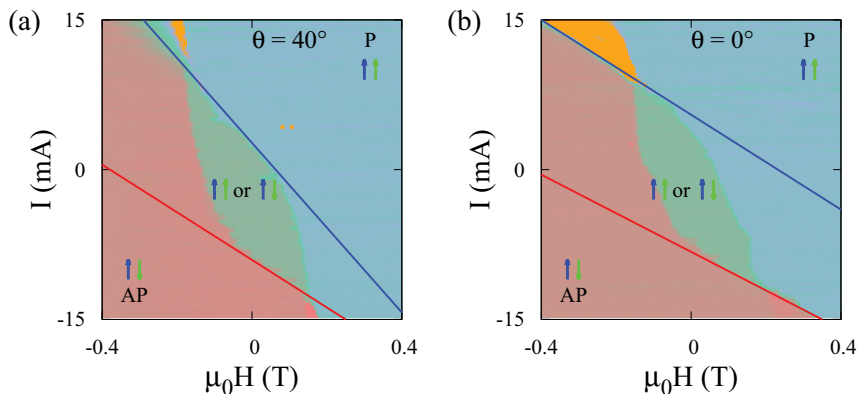 (a)
15
θ = 40°
P
I (mA)
0
or
AP
-15
-0.4
0
0.4
μ₀H (T)
(b)
15
θ = 0°
P
I (mA)
0
or
AP
-15
-0.4
0
0.4
μ₀H (T)